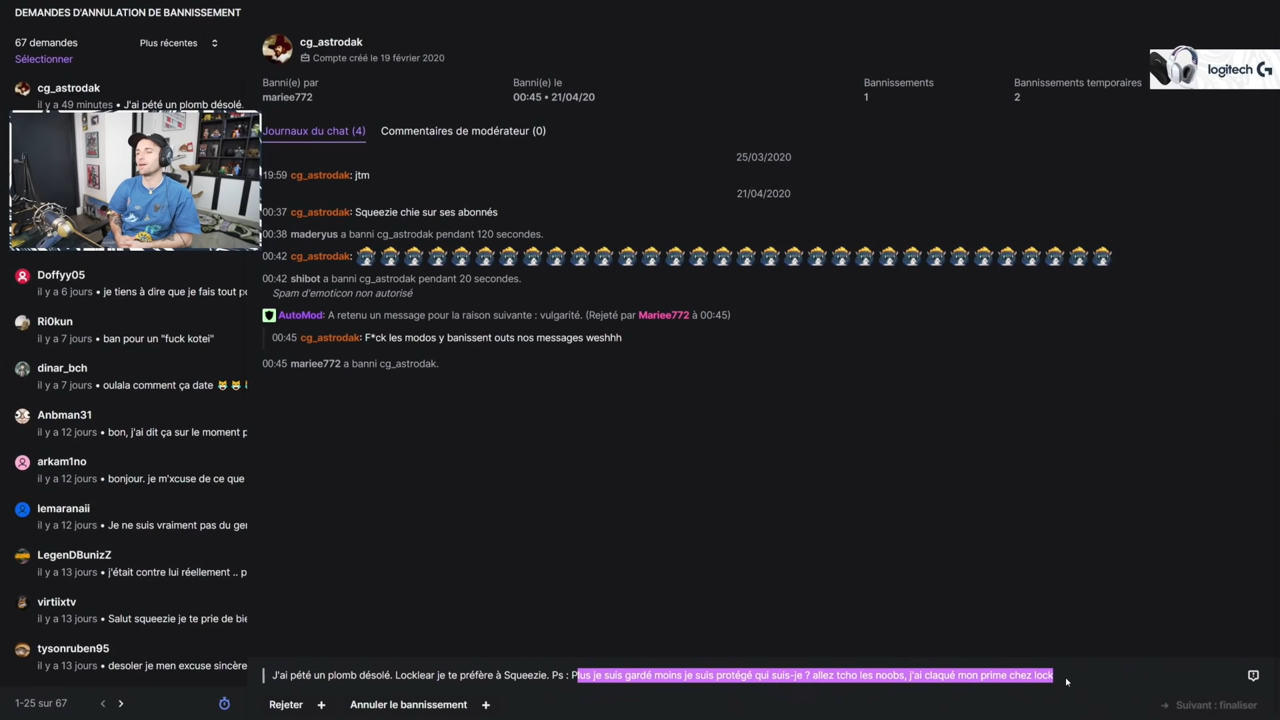 DEMANDES D'ANNULATION DE BANNISSEMENT
67 demandes
Plus récentes
Sélectionner
cg_astrodak
il y a 49 minutes • J'ai pété un plomb désolé.
Doffyy05
il y a 6 jours • je tiens à dire que je fais tout
Ri0kun
il y a 7 jours • ban pour un "fuck kotei"
dinar_bch
il y a 7 jours • oulala comment ça date 😹 😹
Anbman31
il y a 12 jours • bon, j'ai dit ça sur le moment
arkam1no
il y a 12 jours • bonjour. je m'xcuse de ce que
lemaranaii
il y a 12 jours • Je ne suis vraiment pas du
LegenDBunizZ
il y a 13 jours • j'était contre lui réellement .. p
virtiixtv
il y a 13 jours • Salut squeezie je te prie de
tysonruben95
il y a 13 jours • desoler je men excuse sincère
1-25 sur 67
cg_astrodak
Compte créé le 19 février 2020
Banni(e) par
mariee772
Banni(e) le
00:45 • 21/04/20
Bannissements
1
Bannissements temporaires
2
logitech G
Journaux du chat (4)
Commentaires de modérateur (0)
25/03/2020
19:59 cg_astrodak: jtm
21/04/2020
00:37 cg_astrodak: Squeezie chie sur ses abonnés
00:38 maderyus a banni cg_astrodak pendant 120 secondes.
00:42 cg_astrodak:
00:42 shibot a banni cg_astrodak pendant 20 secondes.
Spam d'emoticon non autorisé
AutoMod: A retenu un message pour la raison suivante : vulgarité. (Rejeté par Mariee772 à 00:45)
00:45 cg_astrodak: F*ck les modos y banissent outs nos messages weshhh
00:45 mariee772 a banni cg_astrodak.
J'ai pété un plomb désolé. Locklear je te préfère à Squeezie. Ps : Plus je suis gardé moins je suis protégé qui suis-je ? allez tcho les noobs, j'ai claqué mon prime chez lock
Rejeter +
Annuler le bannissement +
→ Suivant : finaliser